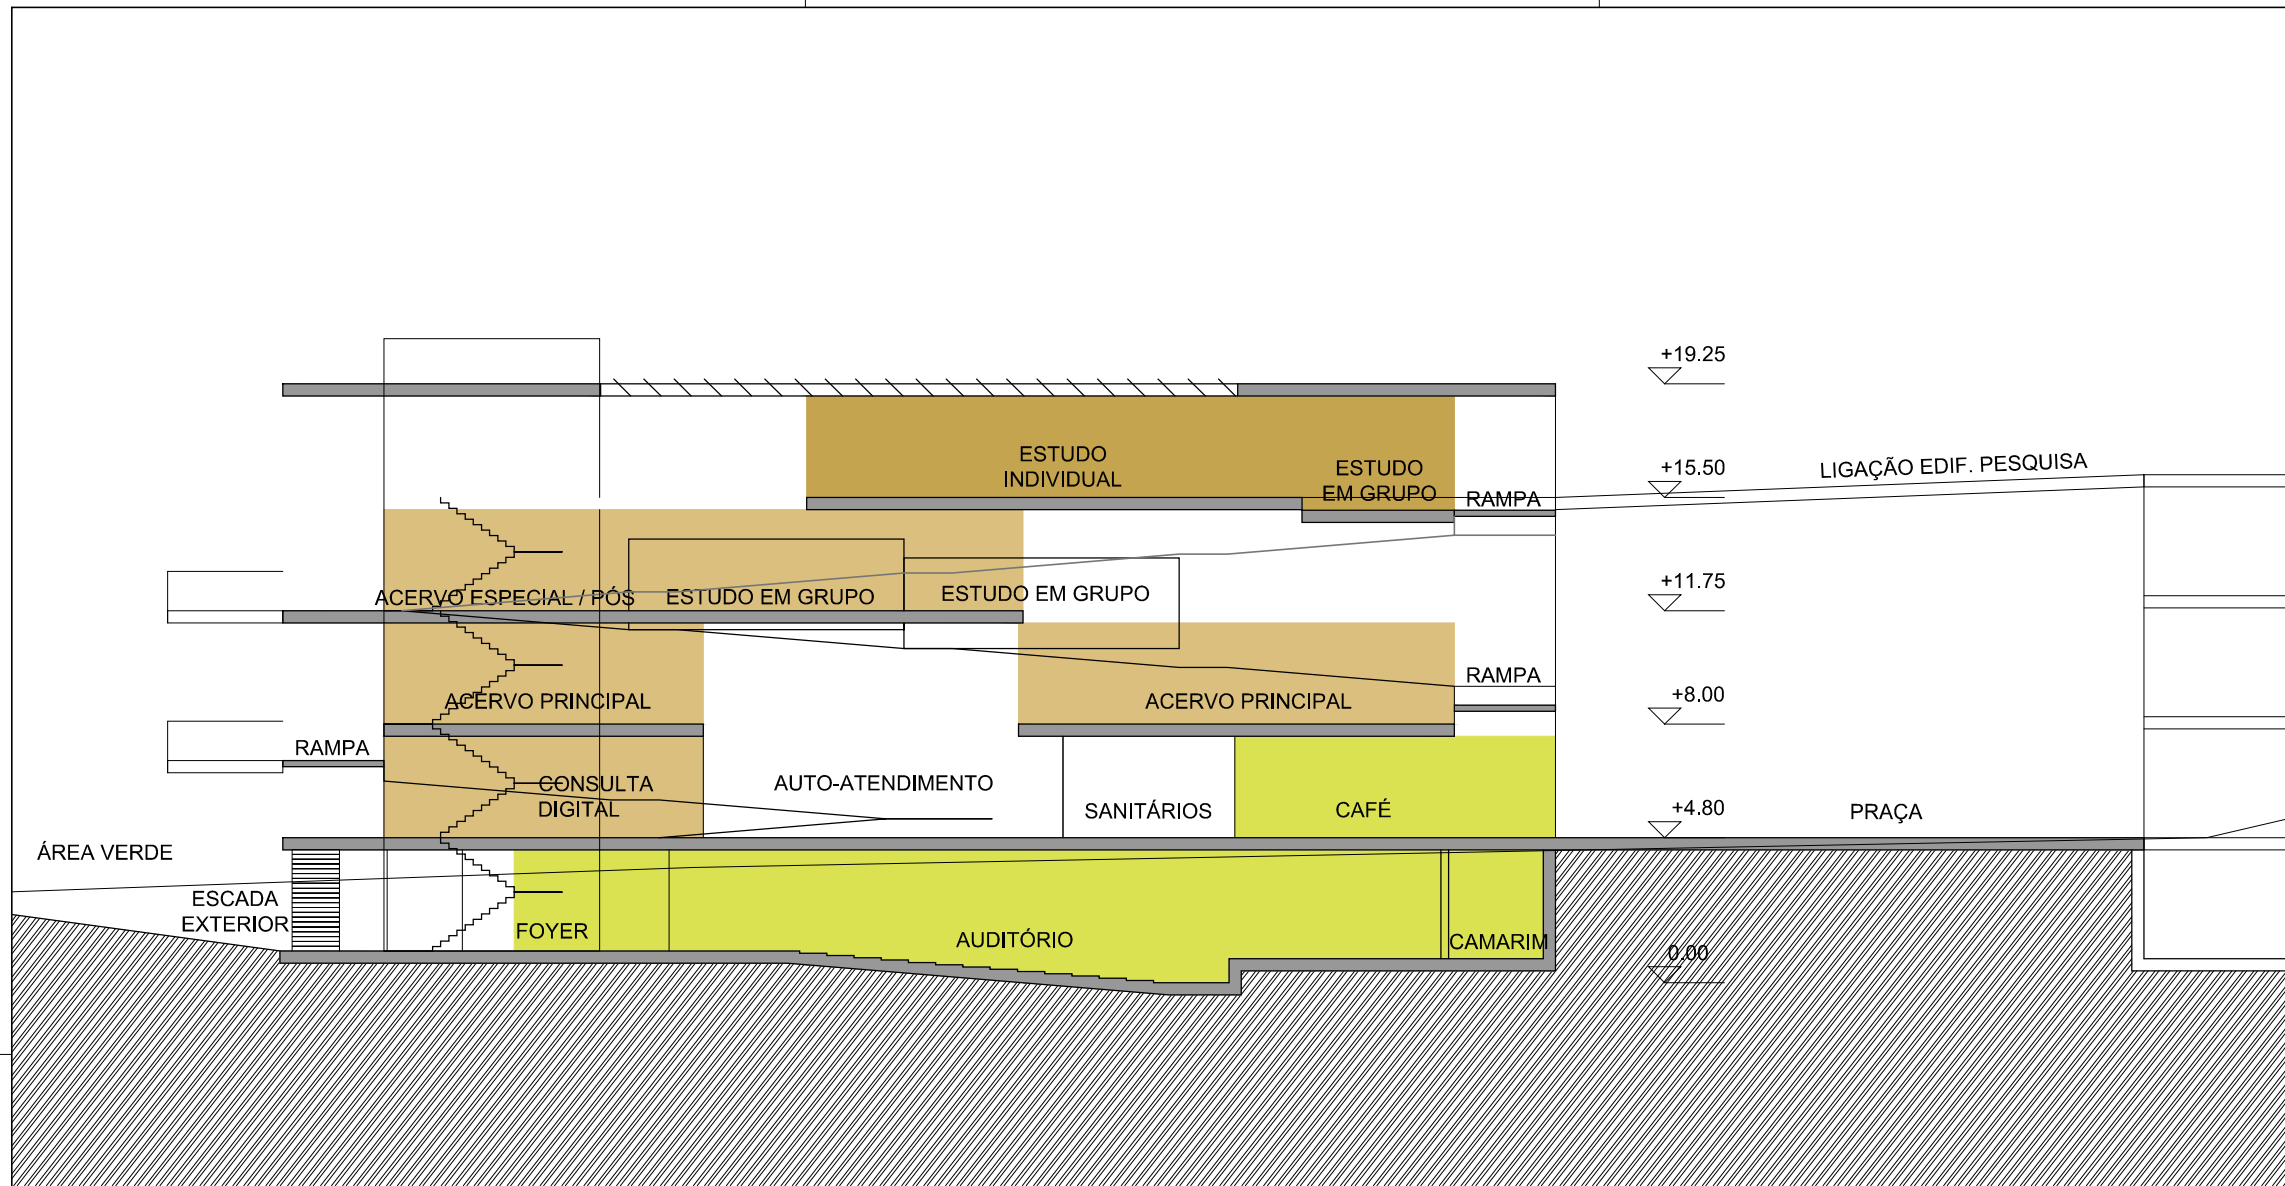 +19.25
ESTUDO
INDIVIDUAL
ESTUDO
EM GRUPO
RAMPA
+15.50
LIGAÇÃO EDIF. PESQUISA
ACERVO ESPECIAL / PÓS
ESTUDO EM GRUPO
ESTUDO EM GRUPO
+11.75
ACERVO PRINCIPAL
ACERVO PRINCIPAL
RAMPA
+8.00
RAMPA
CONSULTA
DIGITAL
AUTO-ATENDIMENTO
SANITÁRIOS
CAFÉ
+4.80
PRAÇA
ÁREA VERDE
ESCADA
EXTERIOR
FOYER
AUDITÓRIO
CAMARIM
0.00